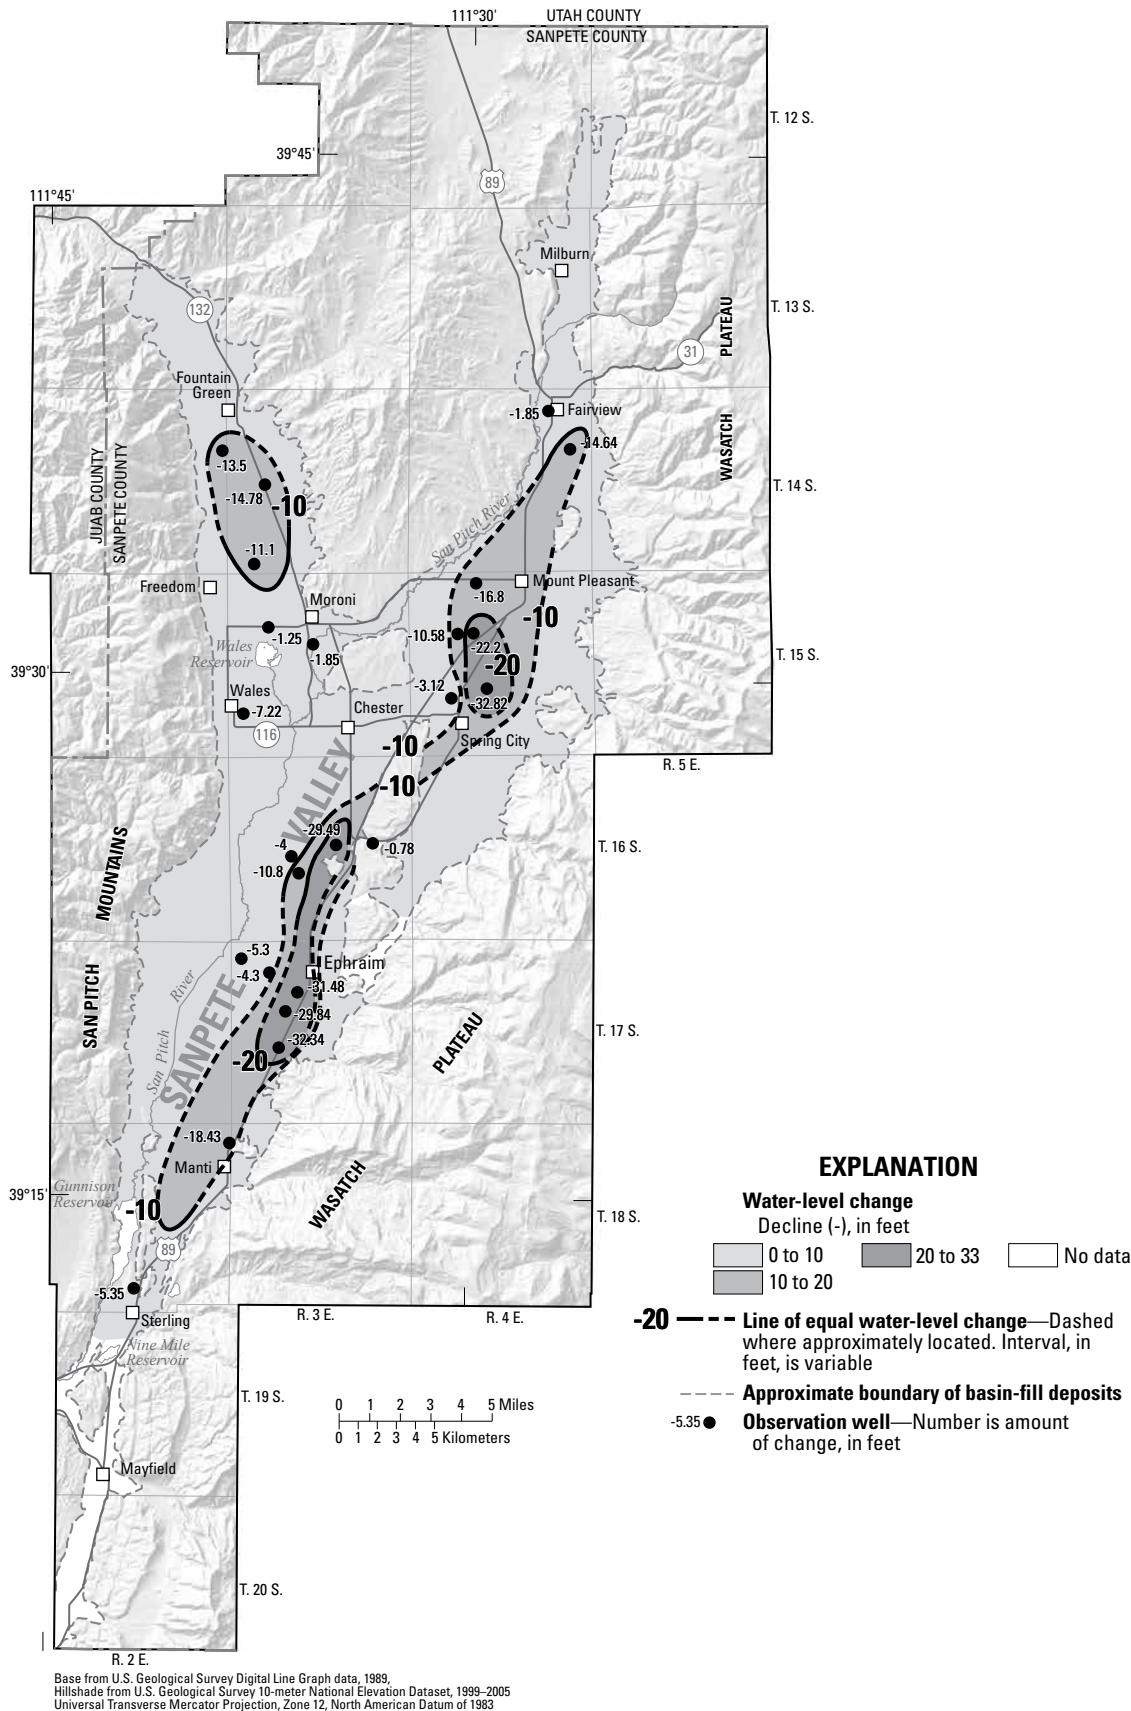 111°30'
UTAH COUNTY
SANPETE COUNTY
T. 12 S.
39°45'
89
111°45'
Milburn
132
T. 13 S.
PLATEAU
31
Fountain
Green
-1.85
Fairview
WASATCH
-14.64
-13.5
JUAB COUNTY
SANPETE COUNTY
-14.78
-10
T. 14 S.
San Pitch River
-11.1
Freedom
Mount Pleasant
-16.8
Moroni
-10
-1.25
-10.58
Wales
Reservoir
-1.85
-22.2
-20
T. 15 S.
39°30'
-3.12
Wales
-7.22
-32.82
Chester
116
Spring City
-10
R. 5 E.
-10
VALLEY
-29.49
-4
-0.78
T. 16 S.
-10.8
MOUNTAINS
-5.3
-4.3
Ephraim
River
-31.48
SAN PITCH
SANPETE
-29.84
T. 17 S.
PLATEAU
-32.34
San Pitch
-20
-18.43
Manti
EXPLANATION
WASATCH
Gunnison
Reservoir
39°15'
-10
T. 18 S.
Water-level change
Decline (-), in feet
89
0 to 10
20 to 33
No data
10 to 20
-5.35
Sterling
R. 3 E.
R. 4 E.
-20
Line of equal water-level change—Dashed
where approximately located. Interval, in
feet, is variable
Nine Mile
Reservoir
Approximate boundary of basin-fill deposits
T. 19 S.
0 1 2 3 4 5 Miles
0 1 2 3 4 5 Kilometers
-5.35
Observation well—Number is amount
of change, in feet
Mayfield
T. 20 S.
R. 2 E.
Base from U.S. Geological Survey Digital Line Graph data, 1989,
Hillshade from U.S. Geological Survey 10-meter National Elevation Dataset, 1999–2005
Universal Transverse Mercator Projection, Zone 12, North American Datum of 1983